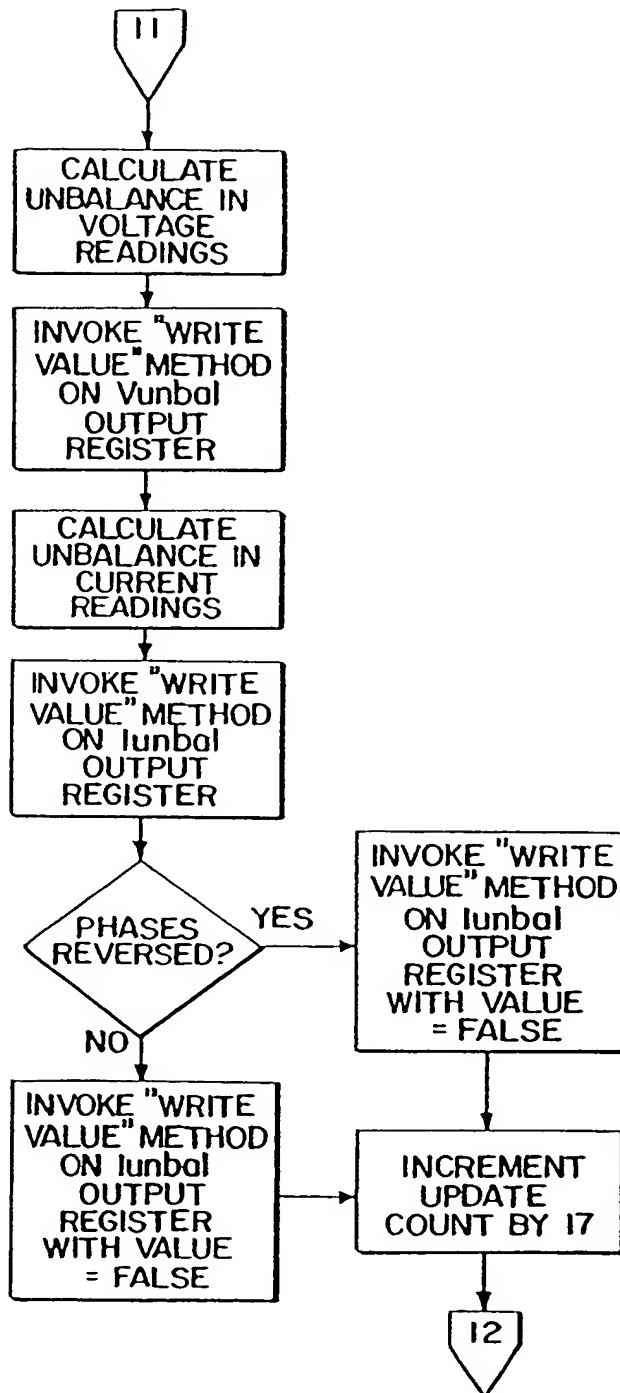 11
CALCULATE
UNBALANCE IN
VOLTAGE
READINGS
INVOKE "WRITE
VALUE" METHOD
ON Vunbal
OUTPUT
REGISTER
CALCULATE
UNBALANCE IN
CURRENT
READINGS
INVOKE "WRITE
VALUE" METHOD
ON Iunbal
OUTPUT
REGISTER
PHASES
REVERSED?
YES
INVOKE "WRITE
VALUE" METHOD
ON Iunbal
OUTPUT
REGISTER
WITH VALUE
= FALSE
NO
INVOKE "WRITE
VALUE" METHOD
ON Iunbal
OUTPUT
REGISTER
WITH VALUE
= FALSE
INCREMENT
UPDATE
COUNT BY 17
12